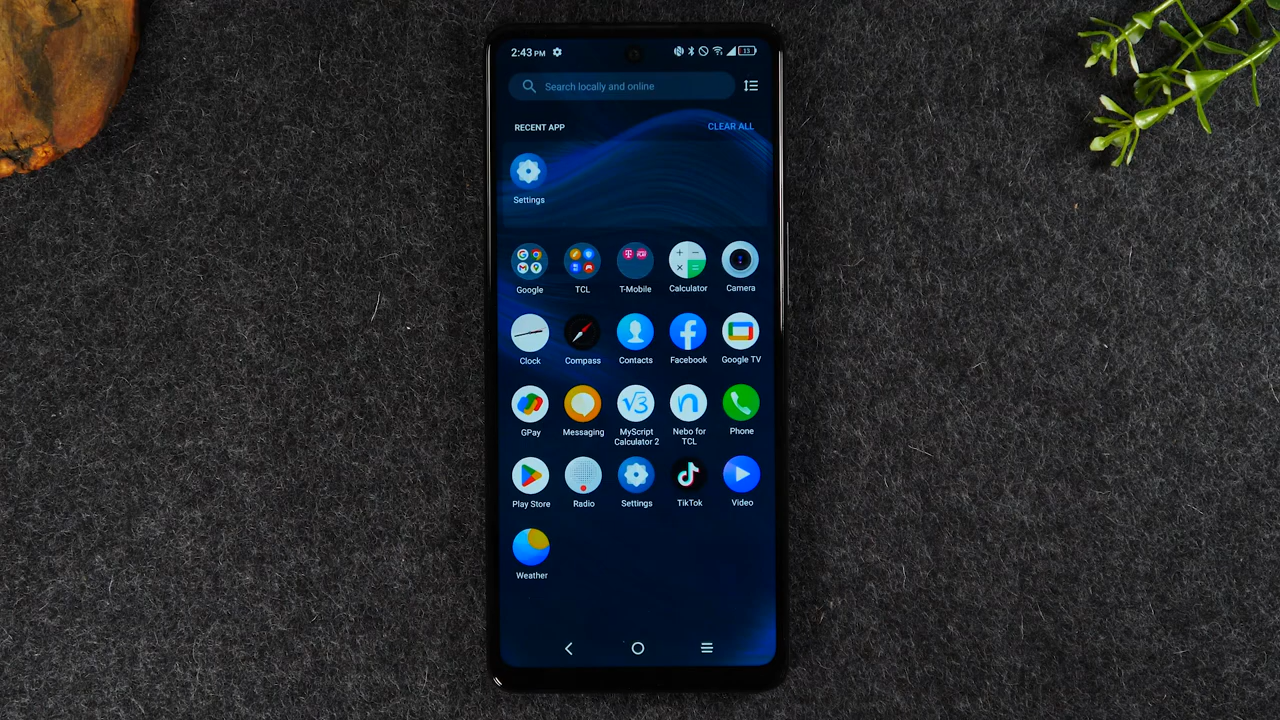 2:43 PM
13
Search locally and online
RECENT APP
CLEAR ALL
Settings
Google
TCL
T-Mobile
Calculator
Camera
Clock
Compass
Contacts
Facebook
Google TV
GPay
Messaging
MyScript
Calculator 2
Nebo for
TCL
Phone
Play Store
Radio
Settings
TikTok
Video
Weather